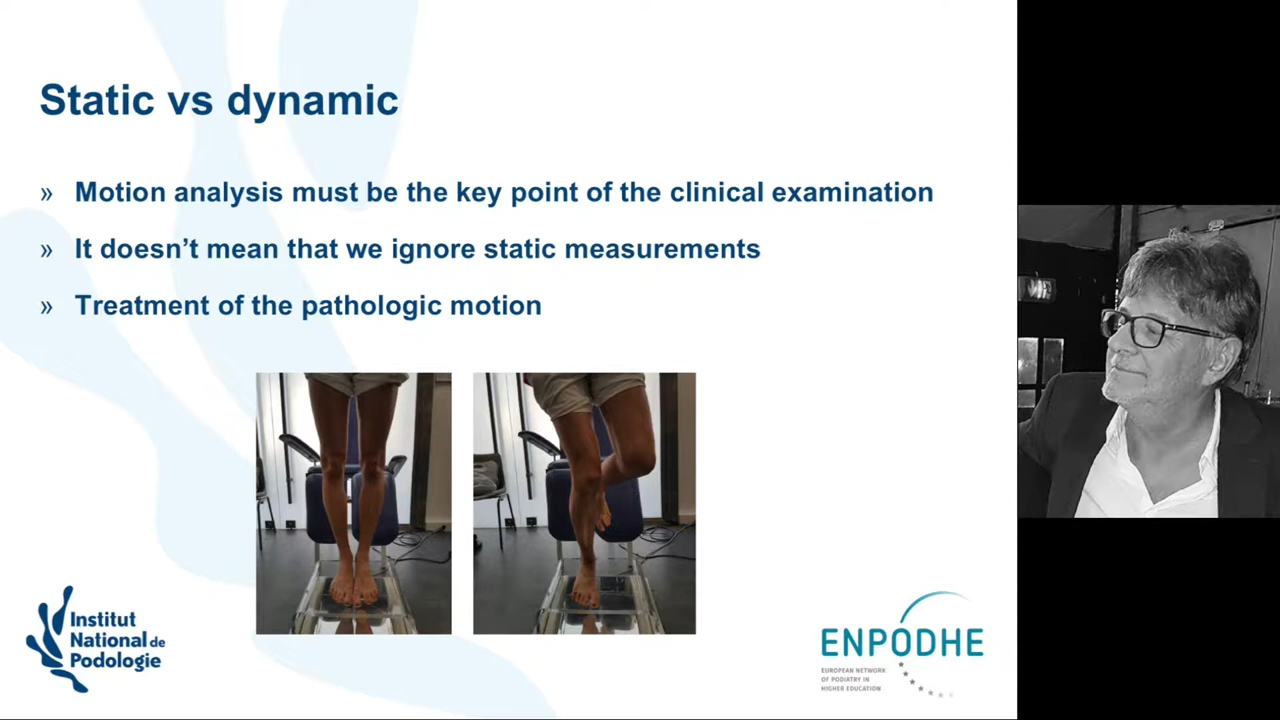 Static vs dynamic
» Motion analysis must be the key point of the clinical examination
» It doesn’t mean that we ignore static measurements
» Treatment of the pathologic motion
Institut
National de
Podologie
ENPODHE
EUROPEAN NETWORK
OF PODIATRY IN
HIGHER EDUCATION